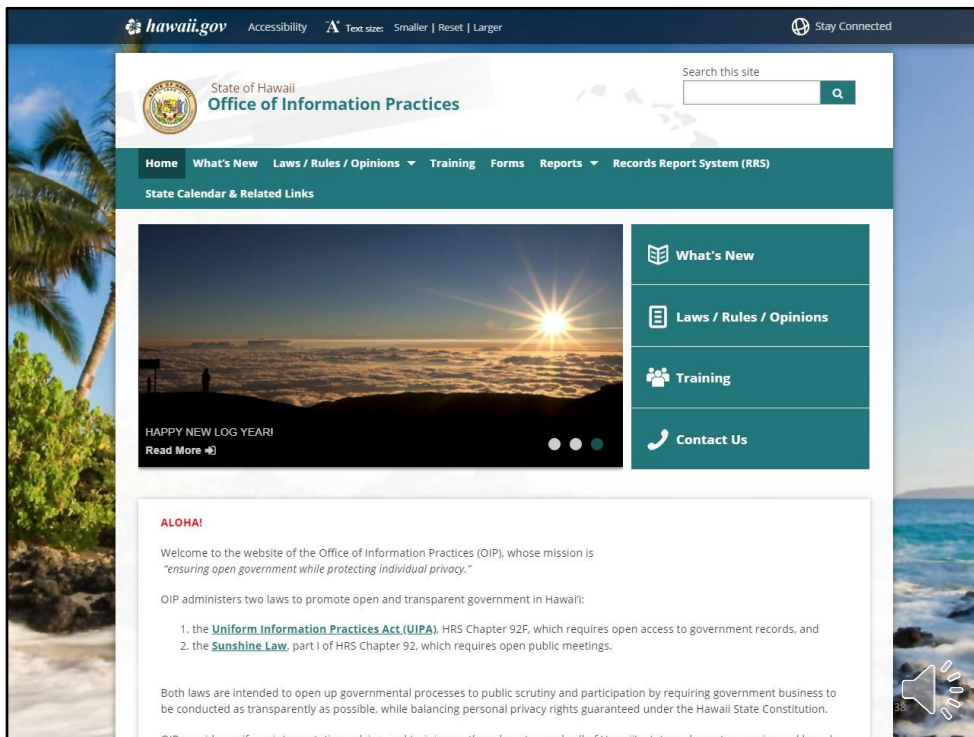 hawaii.gov Accessibility A Text size: Smaller | Reset | Larger Stay Connected
State of Hawaii
Office of Information Practices
Search this site
Home What's New Laws / Rules / Opinions Training Forms Reports Records Report System (RRS)
State Calendar & Related Links
HAPPY NEW LOG YEAR!
Read More
What's New
Laws / Rules / Opinions
Training
Contact Us
ALOHA!
Welcome to the website of the Office of Information Practices (OIP), whose mission is
"ensuring open government while protecting individual privacy."
OIP administers two laws to promote open and transparent government in Hawai‘i:
1. the Uniform Information Practices Act (UIPA), HRS Chapter 92F, which requires open access to government records, and
2. the Sunshine Law, part I of HRS Chapter 92, which requires open public meetings.
Both laws are intended to open up governmental processes to public scrutiny and participation by requiring government business to
be conducted as transparently as possible, while balancing personal privacy rights guaranteed under the Hawaii State Constitution.
38